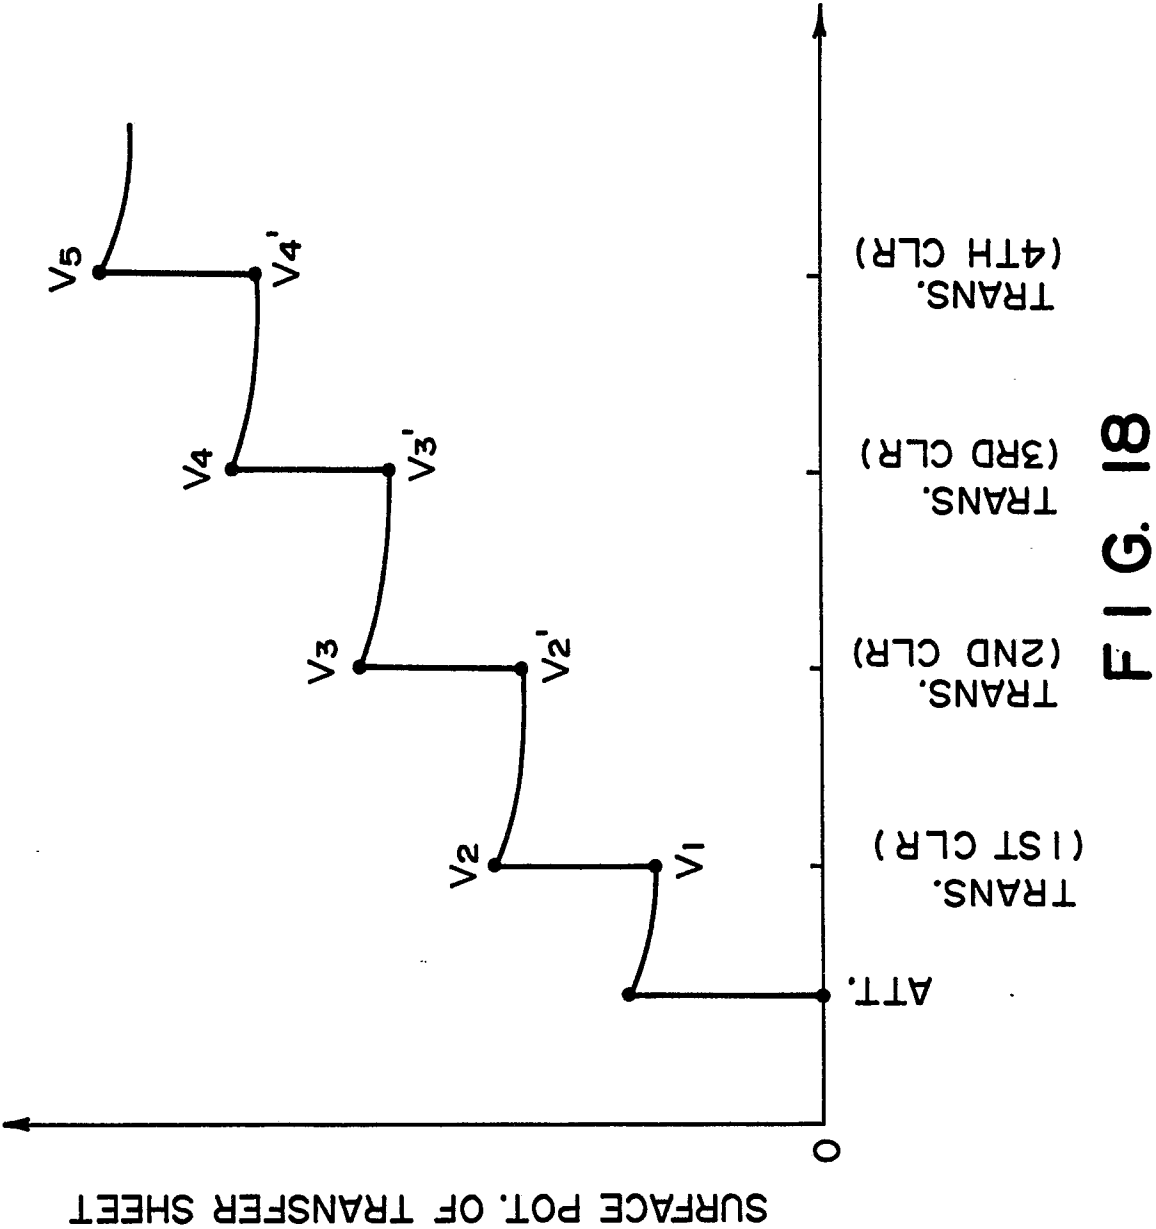 SURFACE POT. OF TRANSFER SHEET
V5
V4'
V4
V3'
V3
V2'
V2
V1
0
ATT.
TRANS.
(1ST CLR)
TRANS.
(2ND CLR)
TRANS.
(3RD CLR)
TRANS.
(4TH CLR)
FIG. 18